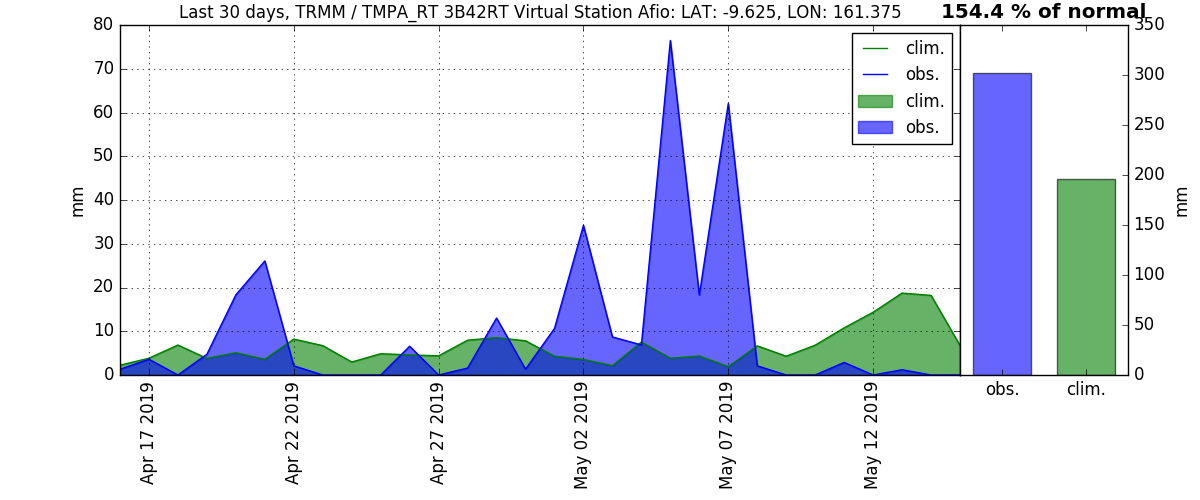 Last 30 days, TRMM / TMPA_RT 3B42RT Virtual Station Afio: LAT: -9.625, LON: 161.375
154.4 % of normal
80
70
60
50
40
30
20
10
0
mm
clim.
obs.
clim.
obs.
Apr 17 2019
Apr 22 2019
Apr 27 2019
May 02 2019
May 07 2019
May 12 2019
350
300
250
200
150
100
50
0
mm
obs.
clim.